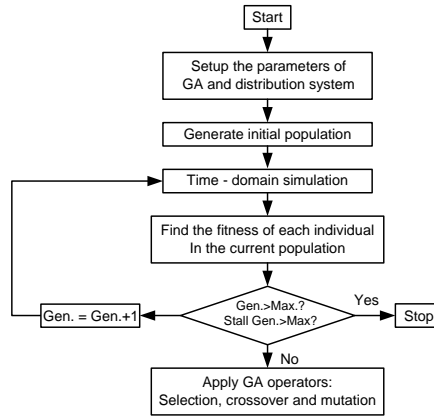 Start
Setup the parameters of
GA and distribution system
Generate initial population
Time - domain simulation
Find the fitness of each individual
In the current population
Gen.>Max.?
Stall Gen.>Max?
Yes
Stop
Gen. = Gen.+1
No
Apply GA operators:
Selection, crossover and mutation